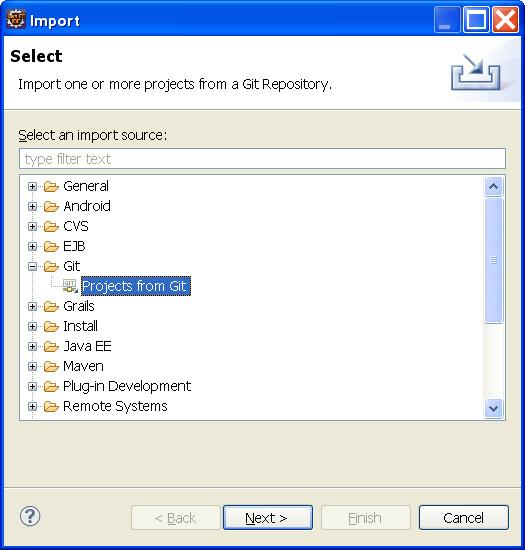 Import
Select
Import one or more projects from a Git Repository.
Select an import source:
type filter text
General
Android
CVS
EJB
Git
GIT Projects from Git
Grails
Install
Java EE
Maven
Plug-in Development
Remote Systems
? < Back Next > Finish Cancel